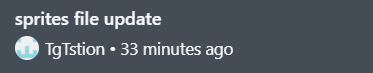 sprites file update
TgTstion • 33 minutes ago